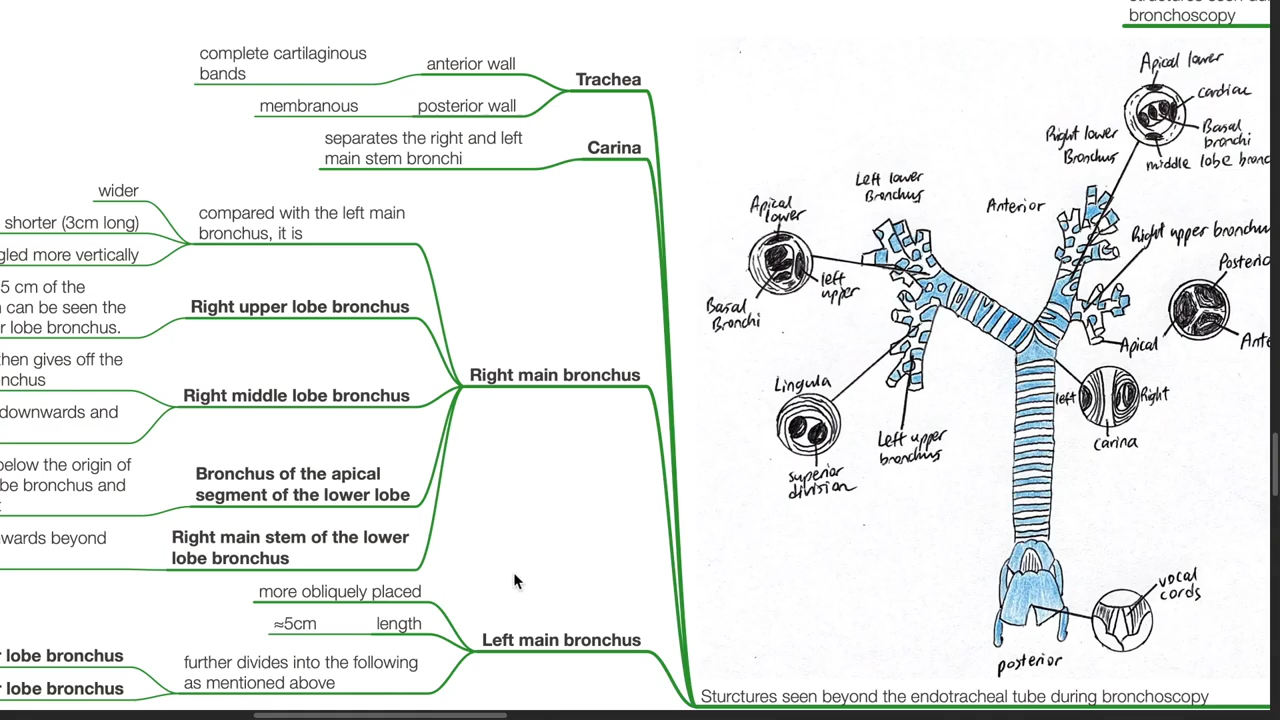 bronchoscopy
complete cartilaginous
bands
anterior wall
membranous
posterior wall
Trachea
separates the right and left
main stem bronchi
Carina
wider
shorter (3cm long)
gled more vertically
compared with the left main
bronchus, it is
5 cm of the
can be seen the
r lobe bronchus.
Right upper lobe bronchus
then gives off the
nchus
downwards and
Right middle lobe bronchus
Right main bronchus
below the origin of
be bronchus and
Bronchus of the apical
segment of the lower lobe
wards beyond
Right main stem of the lower
lobe bronchus
more obliquely placed
≈5cm
length
Left main bronchus
r lobe bronchus
r lobe bronchus
further divides into the following
as mentioned above
Sturctures seen beyond the endotracheal tube during bronchoscopy
Apical lower
cardiac
Basal
bronchi
middle lobe bronc
Right lower
Bronchus
Left lower
Bronchus
Anterior
Apical
lower
left
upper
Basal
Bronchi
Right upper bronchus
Posterio
Apical
Ante
Lingula
superior
division
Left upper
bronchus
left
Right
carina
vocal
cords
posterior